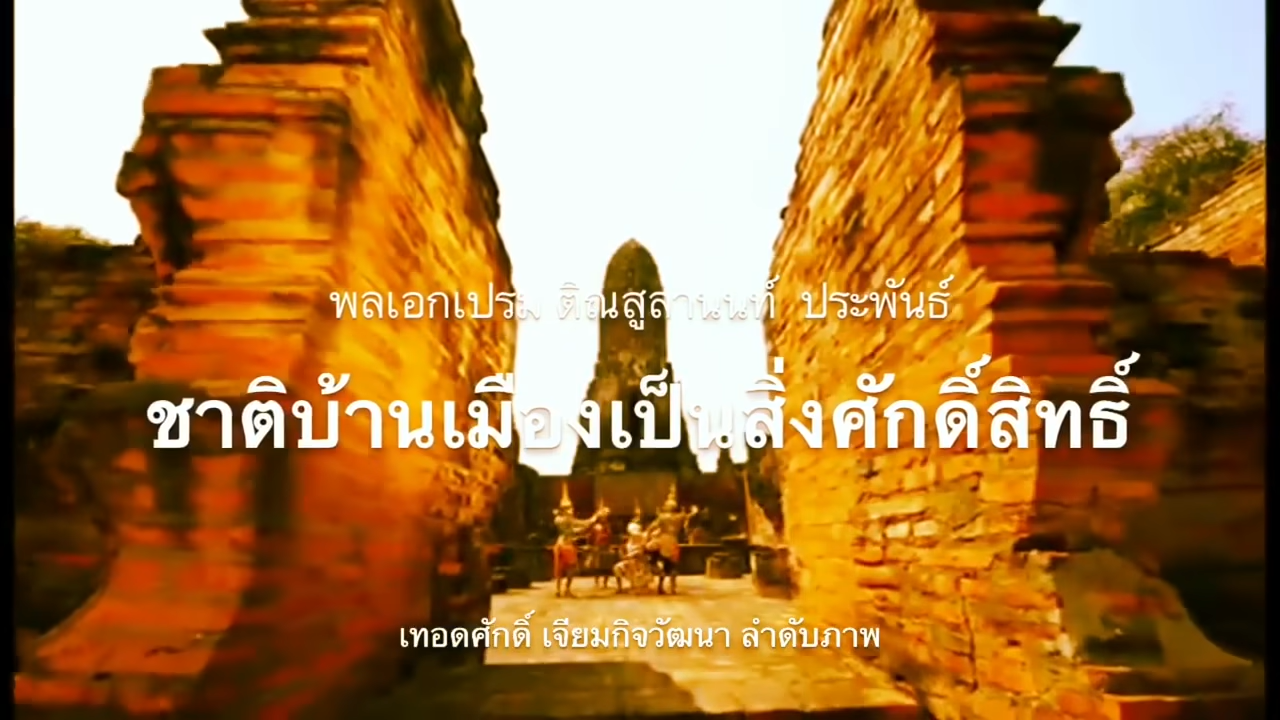 พลเอกเปรม ติณสูลานนท์ ประพันธ์
ชาติบ้านเมืองเป็นสิ่งศักดิ์สิทธิ์
เทอดศักดิ์ เจียมกิจวัฒนา ลำดับภาพ